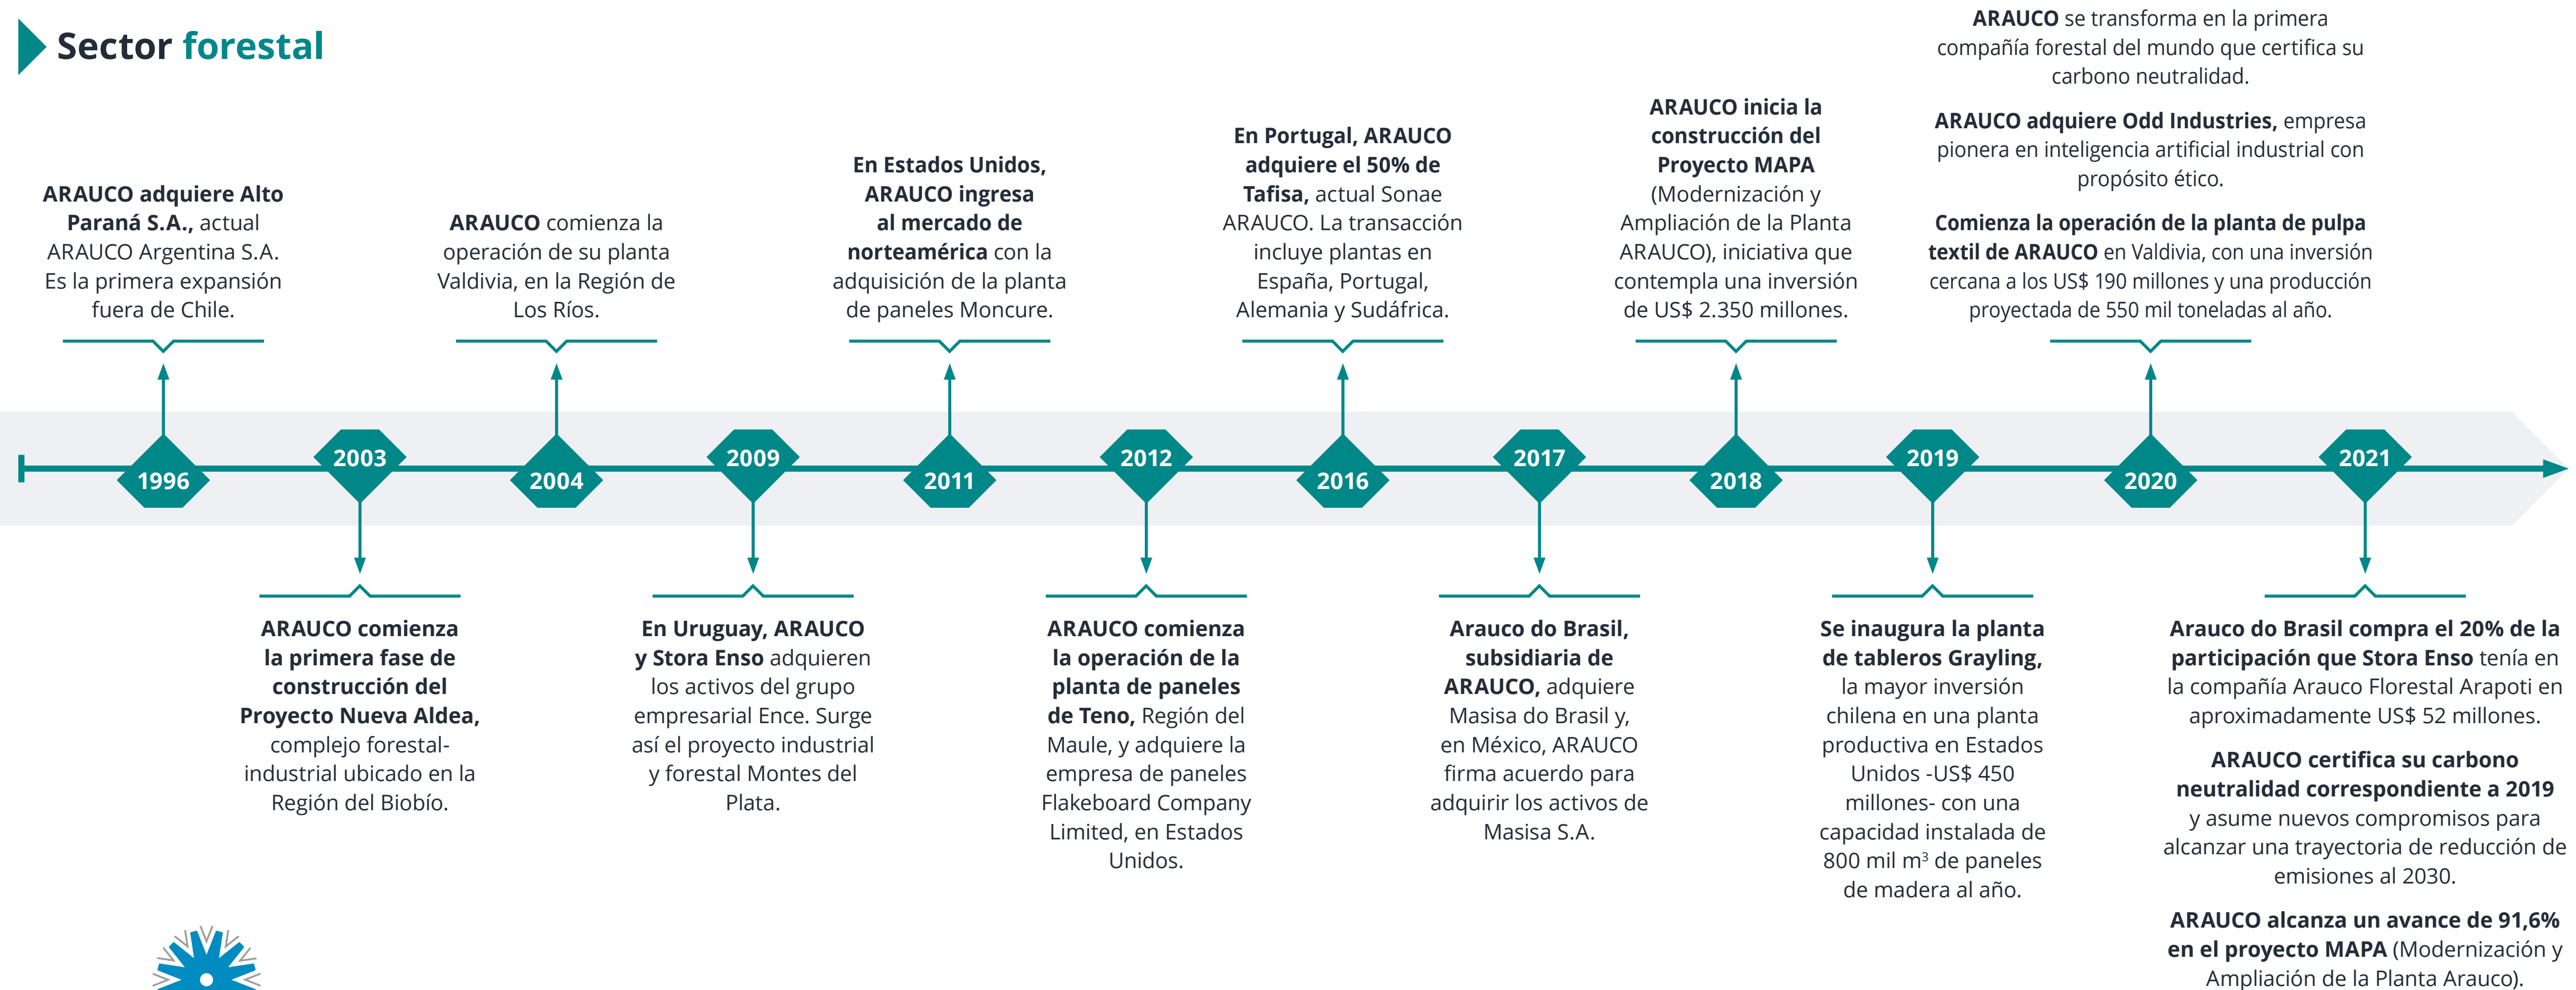 Sector forestal
ARAUCO adquiere Alto
Paraná S.A., actual
ARAUCO Argentina S.A.
Es la primera expansión
fuera de Chile.
1996
2003
ARAUCO comienza
la primera fase de
construcción del
Proyecto Nueva Aldea,
complejo forestal-
industrial ubicado en la
Región del Biobío.
ARAUCO comienza la
operación de su planta
Valdivia, en la Región de
Los Ríos.
2004
2009
En Uruguay, ARAUCO
y Stora Enso adquieren
los activos del grupo
empresarial Ence. Surge
así el proyecto industrial
y forestal Montes del
Plata.
En Estados Unidos,
ARAUCO ingresa
al mercado de
norteamérica con la
adquisición de la planta
de paneles Moncure.
2011
2012
ARAUCO comienza
la operación de la
planta de paneles
de Teno, Región del
Maule, y adquiere la
empresa de paneles
Flakeboard Company
Limited, en Estados
Unidos.
En Portugal, ARAUCO
adquiere el 50% de
Tafisa, actual Sonae
ARAUCO. La transacción
incluye plantas en
España, Portugal,
Alemania y Sudáfrica.
2016
2017
Arauco do Brasil,
subsidiaria de
ARAUCO, adquiere
Masisa do Brasil y,
en México, ARAUCO
firma acuerdo para
adquirir los activos de
Masisa S.A.
ARAUCO inicia la
construcción del
Proyecto MAPA
(Modernización y
Ampliación de la Planta
ARAUCO), iniciativa que
contempla una inversión
de US$ 2.350 millones.
2018
2019
Se inaugura la planta
de tableros Grayling,
la mayor inversión
chilena en una planta
productiva en Estados
Unidos -US$ 450
millones- con una
capacidad instalada de
800 mil m³ de paneles
de madera al año.
ARAUCO se transforma en la primera
compañía forestal del mundo que certifica su
carbono neutralidad.
ARAUCO adquiere Odd Industries, empresa
pionera en inteligencia artificial industrial con
propósito ético.
Comienza la operación de la planta de pulpa
textil de ARAUCO en Valdivia, con una inversión
cercana a los US$ 190 millones y una producción
proyectada de 550 mil toneladas al año.
2020
2021
Arauco do Brasil compra el 20% de la
participación que Stora Enso tenía en
la compañía Arauco Florestal Arapoti en
aproximadamente US$ 52 millones.
ARAUCO certifica su carbono
neutralidad correspondiente a 2019
y asume nuevos compromisos para
alcanzar una trayectoria de reducción de
emisiones al 2030.
ARAUCO alcanza un avance de 91,6%
en el proyecto MAPA (Modernización y
Ampliación de la Planta Arauco).